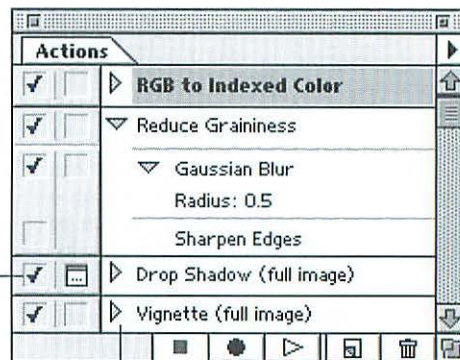 Actions
RGB to Indexed Color
Reduce Graininess
Gaussian Blur
Radius: 0.5
Sharpen Edges
Drop Shadow (full image)
Vignette (full image)